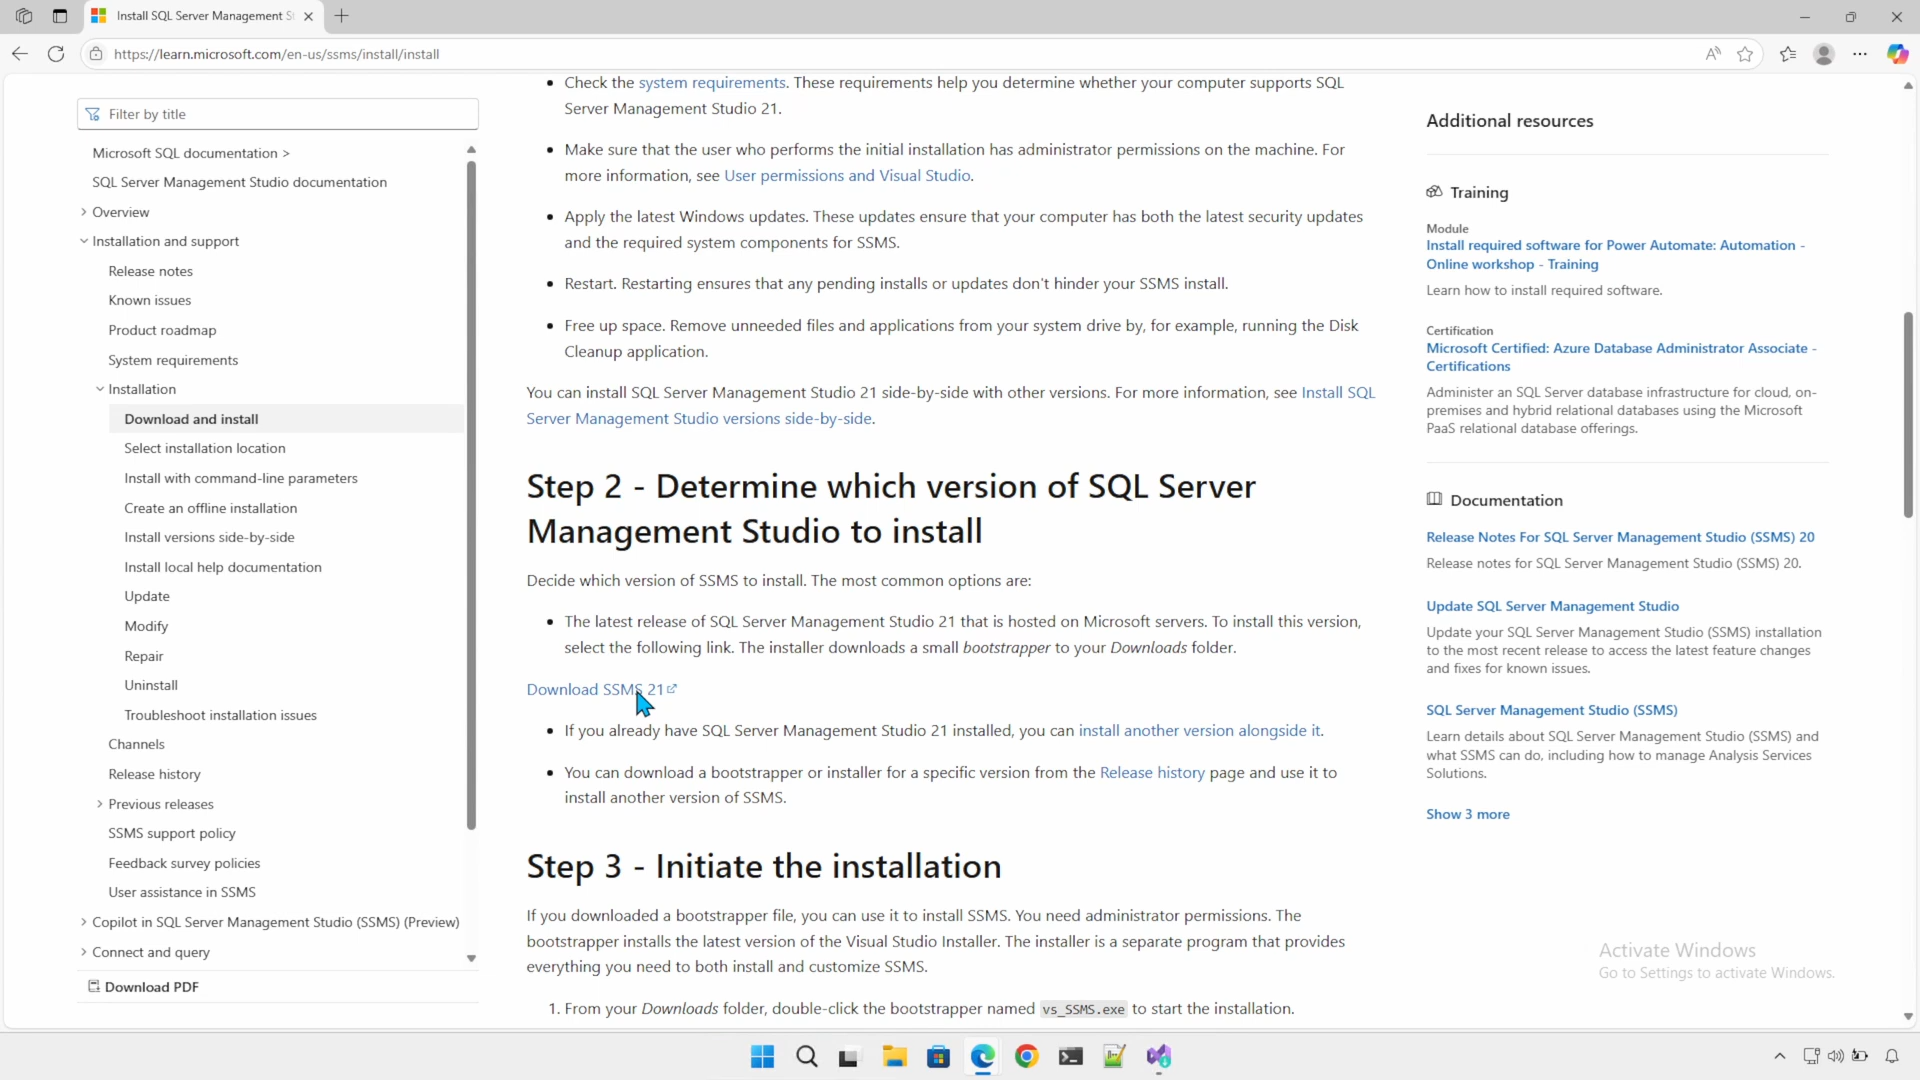 Install SQL Server Management S
https://learn.microsoft.com/en-us/ssms/install/install
Filter by title
Microsoft SQL documentation >
SQL Server Management Studio documentation
Overview
Installation and support
Release notes
Known issues
Product roadmap
System requirements
Installation
Download and install
Select installation location
Install with command-line parameters
Create an offline installation
Install versions side-by-side
Install local help documentation
Update
Modify
Repair
Uninstall
Troubleshoot installation issues
Channels
Release history
Previous releases
SSMS support policy
Feedback survey policies
User assistance in SSMS
Copilot in SQL Server Management Studio (SSMS) (Preview)
Connect and query
Download PDF
• Check the system requirements. These requirements help you determine whether your computer supports SQL
Server Management Studio 21.
• Make sure that the user who performs the initial installation has administrator permissions on the machine. For
more information, see User permissions and Visual Studio.
• Apply the latest Windows updates. These updates ensure that your computer has both the latest security updates
and the required system components for SSMS.
• Restart. Restarting ensures that any pending installs or updates don't hinder your SSMS install.
• Free up space. Remove unneeded files and applications from your system drive by, for example, running the Disk
Cleanup application.
You can install SQL Server Management Studio 21 side-by-side with other versions. For more information, see Install SQL
Server Management Studio versions side-by-side.
Step 2 - Determine which version of SQL Server
Management Studio to install
Decide which version of SSMS to install. The most common options are:
• The latest release of SQL Server Management Studio 21 that is hosted on Microsoft servers. To install this version,
select the following link. The installer downloads a small bootstrapper to your Downloads folder.
Download SSMS 21
• If you already have SQL Server Management Studio 21 installed, you can install another version alongside it.
• You can download a bootstrapper or installer for a specific version from the Release history page and use it to
install another version of SSMS.
Step 3 - Initiate the installation
If you downloaded a bootstrapper file, you can use it to install SSMS. You need administrator permissions. The
bootstrapper installs the latest version of the Visual Studio Installer. The installer is a separate program that provides
everything you need to both install and customize SSMS.
1. From your Downloads folder, double-click the bootstrapper named vs_SSMS.exe to start the installation.
Additional resources
Training
Module
Install required software for Power Automate: Automation -
Online workshop - Training
Learn how to install required software.
Certification
Microsoft Certified: Azure Database Administrator Associate -
Certifications
Administer an SQL Server database infrastructure for cloud, on-
premises and hybrid relational databases using the Microsoft
PaaS relational database offerings.
Documentation
Release Notes For SQL Server Management Studio (SSMS) 20
Release notes for SQL Server Management Studio (SSMS) 20.
Update SQL Server Management Studio
Update your SQL Server Management Studio (SSMS) installation
to the most recent release to access the latest feature changes
and fixes for known issues.
SQL Server Management Studio (SSMS)
Learn details about SQL Server Management Studio (SSMS) and
what SSMS can do, including how to manage Analysis Services
Solutions.
Show 3 more
Activate Windows
Go to Settings to activate Windows.